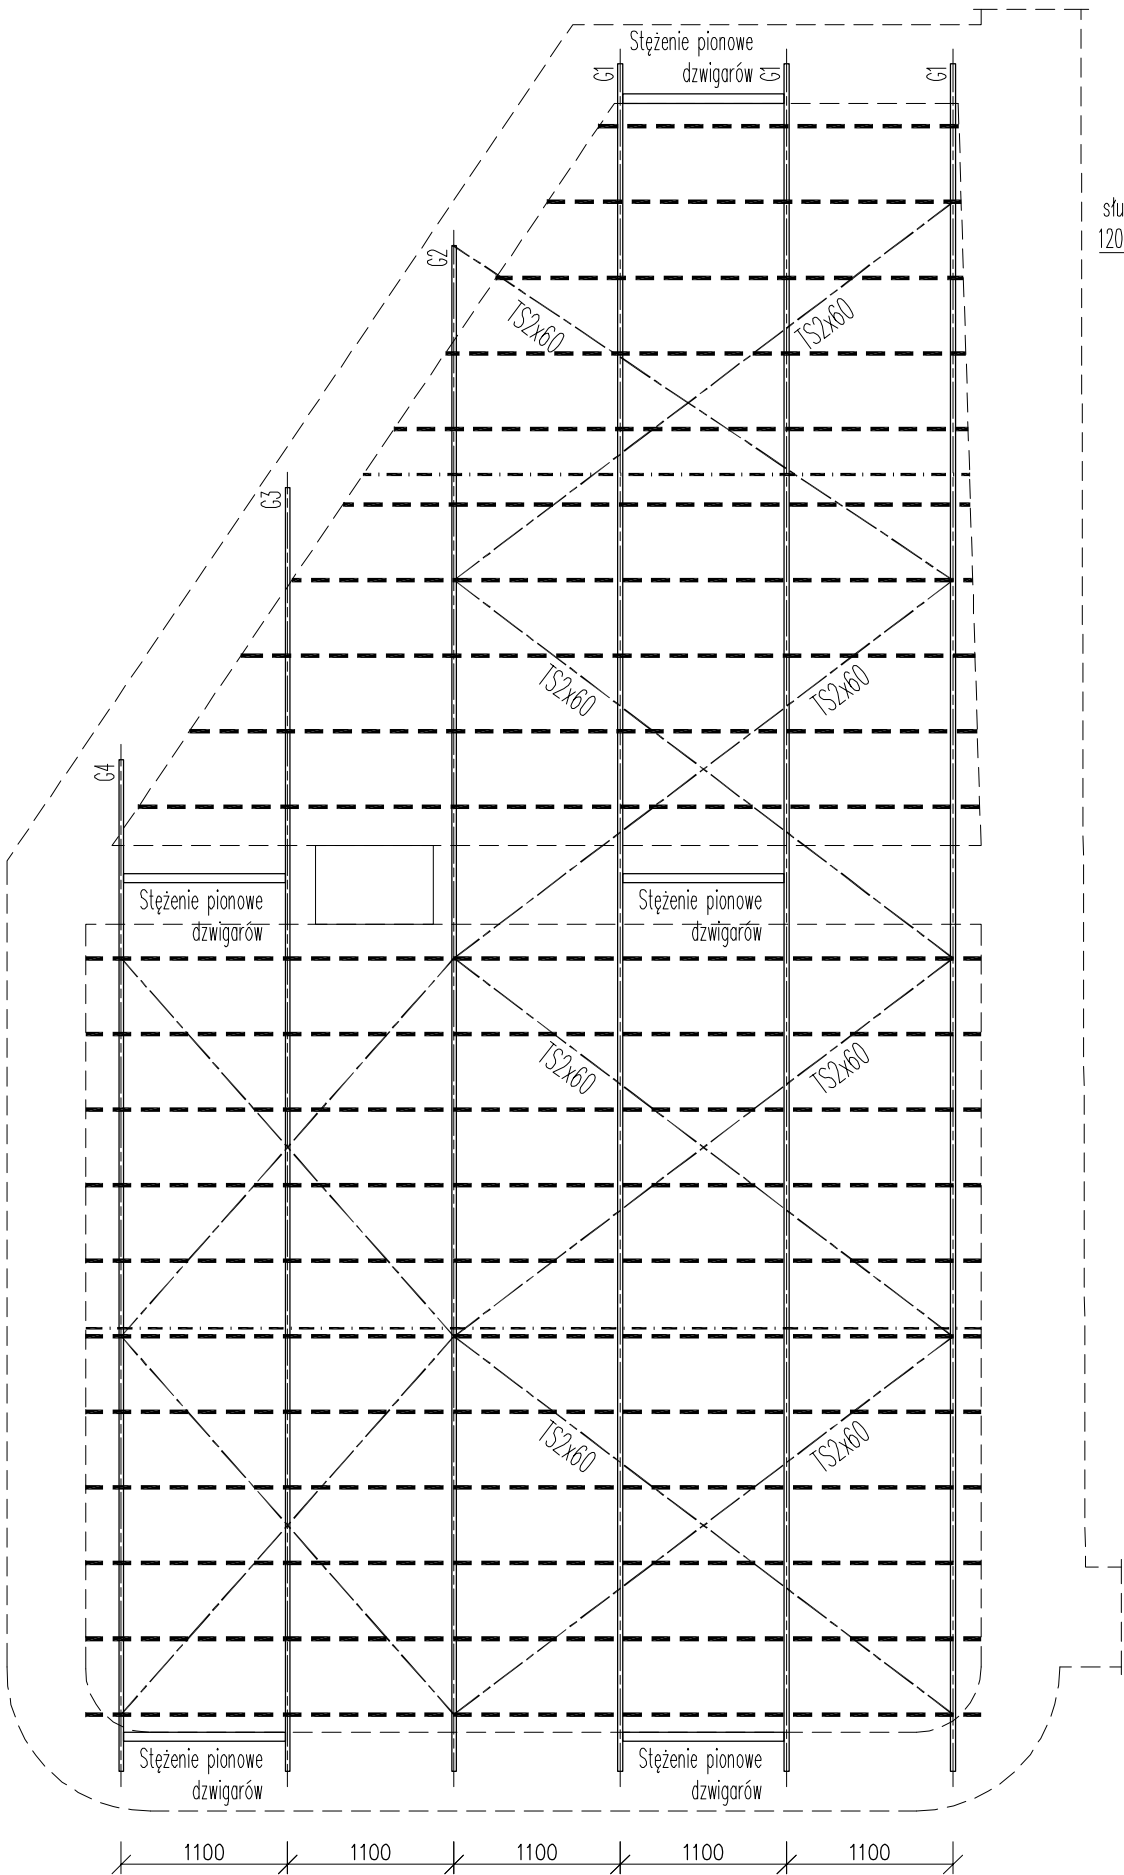 Stężenie pionowe
dzwigarów
G1
G1
G1
słu
120
G2
TS2x60
TS2x60
G3
TS2x60
TS2x60
G4
Stężenie pionowe
dzwigarów
Stężenie pionowe
dzwigarów
TS2x60
TS2x60
TS2x60
TS2x60
Stężenie pionowe
dzwigarów
Stężenie pionowe
dzwigarów
1100
1100
1100
1100
1100